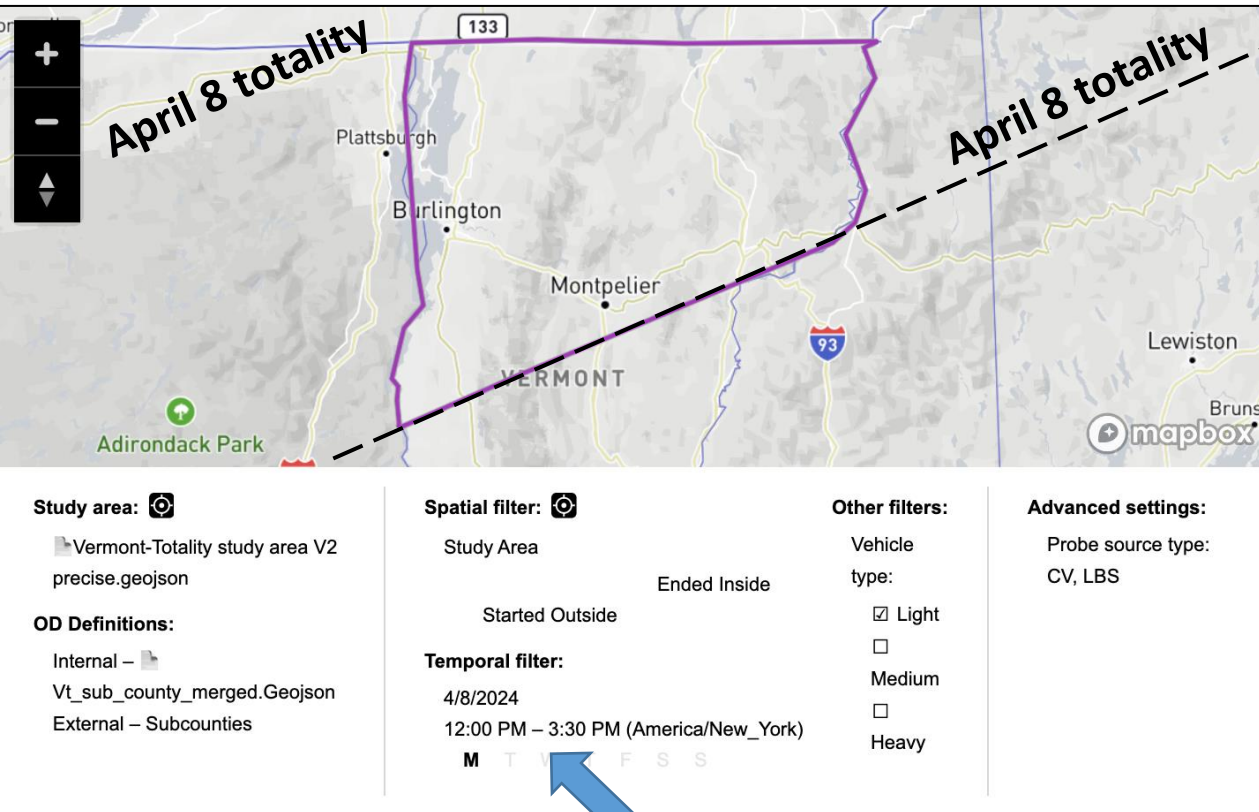 133
April 8 totality
April 8 totality
Plattsburgh
Burlington
Montpelier
93
Lewiston
VERMONT
Bruns
Adirondack Park
mapbox
Study area:
Vermont-Totality study area V2
precise.geojson
OD Definitions:
Internal –
Vt_sub_county_merged.Geojson
External – Subcounties
Spatial filter:
Study Area
Ended Inside
Started Outside
Temporal filter:
4/8/2024
12:00 PM – 3:30 PM (America/New_York)
M T W F S S
Other filters:
Vehicle
type:
☑ Light
☐
Medium
☐
Heavy
Advanced settings:
Probe source type:
CV, LBS